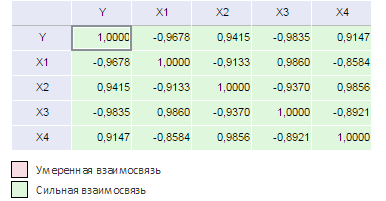 Y X1 X2 X3 X4
Y 1,0000 -0,9678 0,9415 -0,9835 0,9147
X1 -0,9678 1,0000 -0,9133 0,9860 -0,8584
X2 0,9415 -0,9133 1,0000 -0,9370 0,9856
X3 -0,9835 0,9860 -0,9370 1,0000 -0,8921
X4 0,9147 -0,8584 0,9856 -0,8921 1,0000
Умеренная взаимосвязь
Сильная взаимосвязь